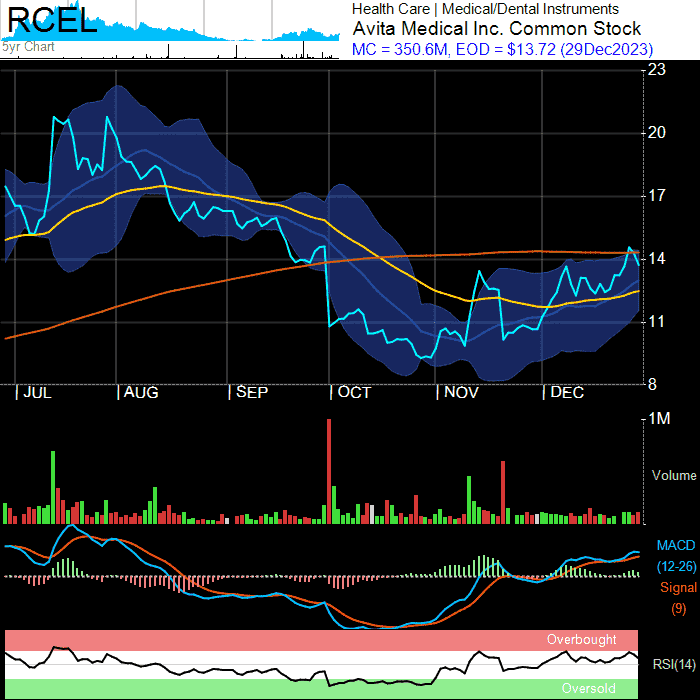 RCEL
5yr Chart
Health Care | Medical/Dental Instruments
Avita Medical Inc. Common Stock
MC = 350.6M, EOD = $13.72 (29Dec2023)
23
20
17
14
11
8
| JUL | AUG | SEP | OCT | NOV | DEC
1M
Volume
MACD
(12-26)
Signal
(9)
Overbought
RSI(14)
Oversold